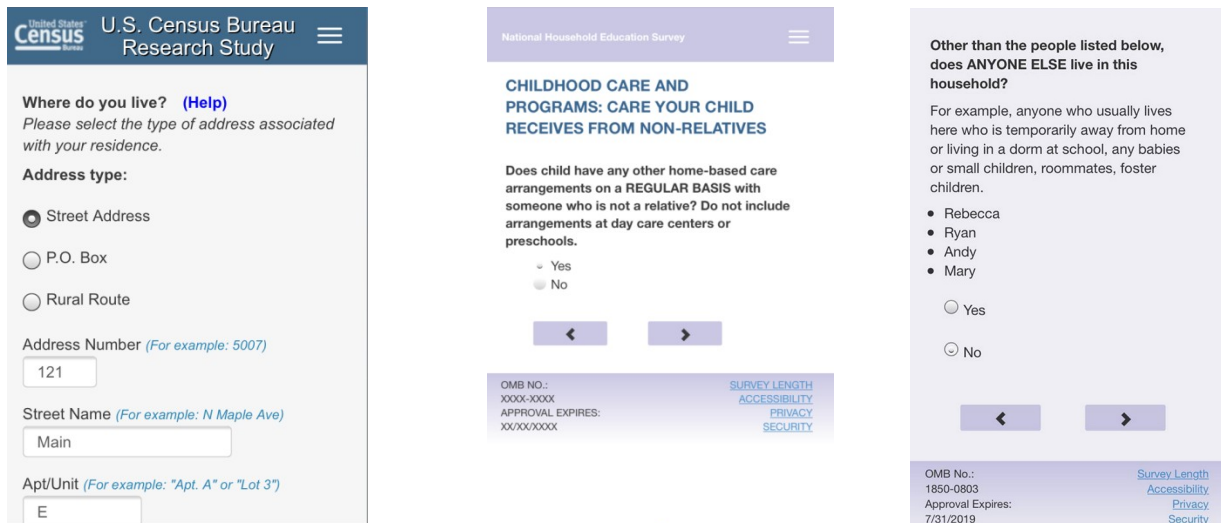 United States
Census
Bureau
U.S. Census Bureau
Research Study
Where do you live? (Help)
Please select the type of address associated
with your residence.
Address type:
Street Address
P.O. Box
Rural Route
Address Number (For example: 5007)
121
Street Name (For example: N Maple Ave)
Main
Apt/Unit (For example: "Apt. A" or "Lot 3")
E
National Household Education Survey
CHILDHOOD CARE AND
PROGRAMS: CARE YOUR CHILD
RECEIVES FROM NON-RELATIVES
Does child have any other home-based care
arrangements on a REGULAR BASIS with
someone who is not a relative? Do not include
arrangements at day care centers or
preschools.
Yes
No
OMB NO.: SURVEY LENGTH
XXXX-XXXX ACCESSIBILITY
APPROVAL EXPIRES: PRIVACY
XX/XX/XXXX SECURITY
Other than the people listed below,
does ANYONE ELSE live in this
household?
For example, anyone who usually lives
here who is temporarily away from home
or living in a dorm at school, any babies
or small children, roommates, foster
children.
• Rebecca
• Ryan
• Andy
• Mary
Yes
No
OMB No.: Survey Length
1850-0803 Accessibility
Approval Expires: Privacy
7/31/2019 Security